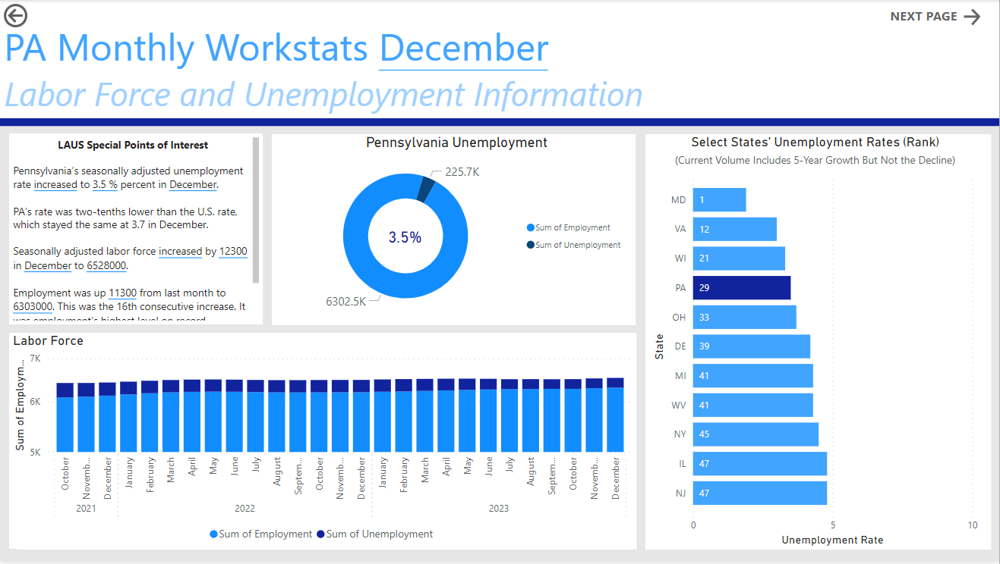 NEXT PAGE
PA Monthly Workstats December
Labor Force and Unemployment Information
LAUS Special Points of Interest
Pennsylvania's seasonally adjusted unemployment
rate increased to 3.5 % percent in December.
PA's rate was two-tenths lower than the U.S. rate,
which stayed the same at 3.7 in December.
Seasonally adjusted labor force increased by 12300
in December to 6528000.
Employment was up 11300 from last month to
6303000. This was the 16th consecutive increase. It
was employment's highest level on record
Pennsylvania Unemployment
225.7K
3.5%
6302.5K
Sum of Employment
Sum of Unemployment
Select States' Unemployment Rates (Rank)
(Current Volume Includes 5-Year Growth But Not the Decline)
State
MD 1
VA 12
WI 21
PA 29
OH 33
DE 39
MI 41
WV 41
NY 45
IL 47
NJ 47
0 5 10
Unemployment Rate
Labor Force
Sum of Employm...
7K
6K
5K
October Novemb... December January February March April May June July August Septem... October Novemb... December January February March April May June July August Septem... October Novemb... December
2021 2022 2023
Sum of Employment Sum of Unemployment